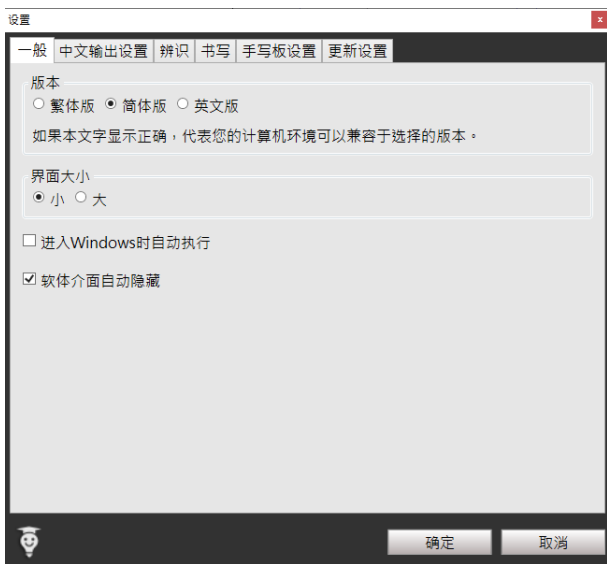 设置
x
一般 中文输出设置 辨识 书写 手写板设置 更新设置
版本
繁体版 简体版 英文版
如果本文字显示正确，代表您的计算机环境可以兼容于选择的版本。
界面大小
小 大
进入Windows时自动执行
软体介面自动隐藏
确定 取消